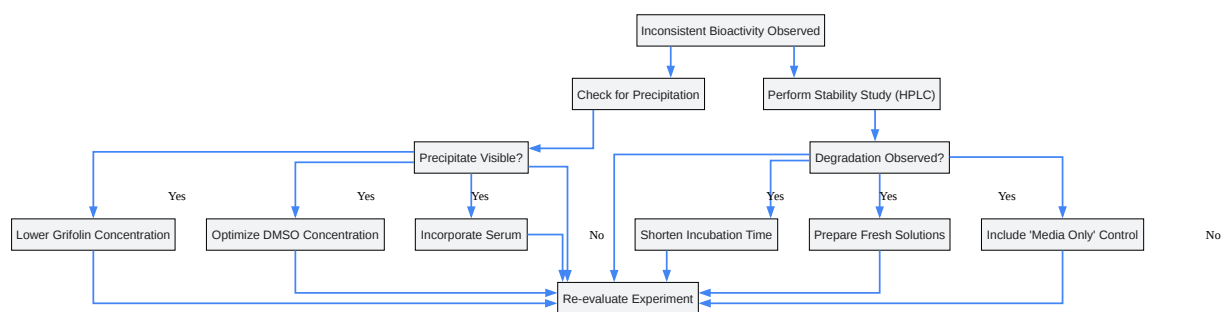 Inconsistent Bioactivity Observed
Check for Precipitation
Perform Stability Study (HPLC)
Precipitate Visible?
Degradation Observed?
Yes
Yes
Yes
Yes
Yes
Yes
Lower Grifolin Concentration
Optimize DMSO Concentration
Incorporate Serum
No
Shorten Incubation Time
Prepare Fresh Solutions
Include 'Media Only' Control
No
Re-evaluate Experiment